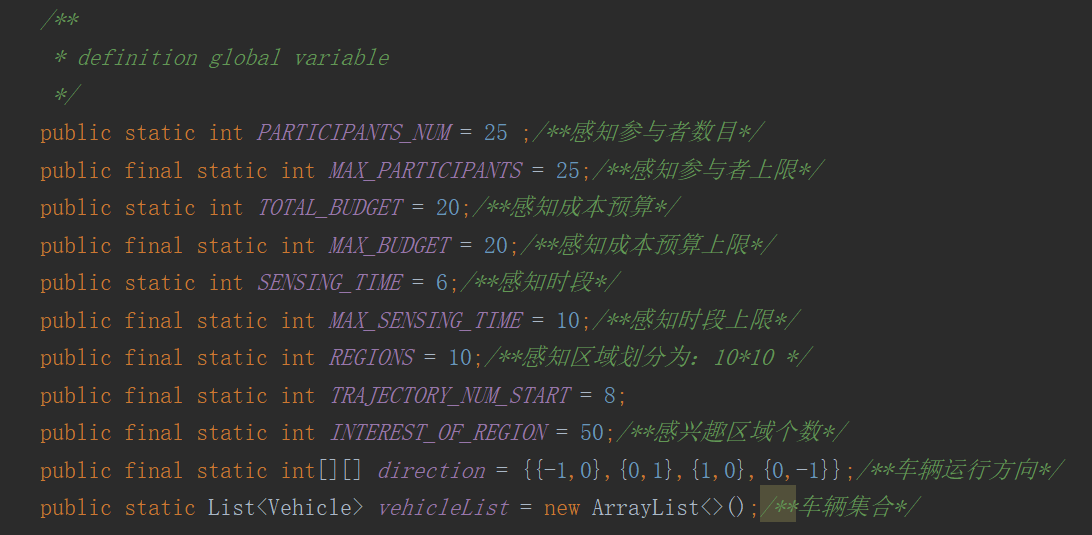 /**
 * definition global variable
 */
public static int PARTICIPANTS_NUM = 25 ;/**感知参与者数目*/
public final static int MAX_PARTICIPANTS = 25;/**感知参与者上限*/
public static int TOTAL_BUDGET = 20;/**感知成本预算*/
public final static int MAX_BUDGET = 20;/**感知成本预算上限*/
public static int SENSING_TIME = 6;/**感知时段*/
public final static int MAX_SENSING_TIME = 10;/**感知时段上限*/
public final static int REGIONS = 10;/**感知区域划分为: 10*10 */
public final static int TRAJECTORY_NUM_START = 8;
public final static int INTEREST_OF_REGION = 50;/**感兴趣区域个数*/
public final static int[][] direction = {{-1,0},{0,1},{1,0},{0,-1}};/**车辆运行方向*/
public static List<Vehicle> vehicleList = new ArrayList<>();/**车辆集合*/